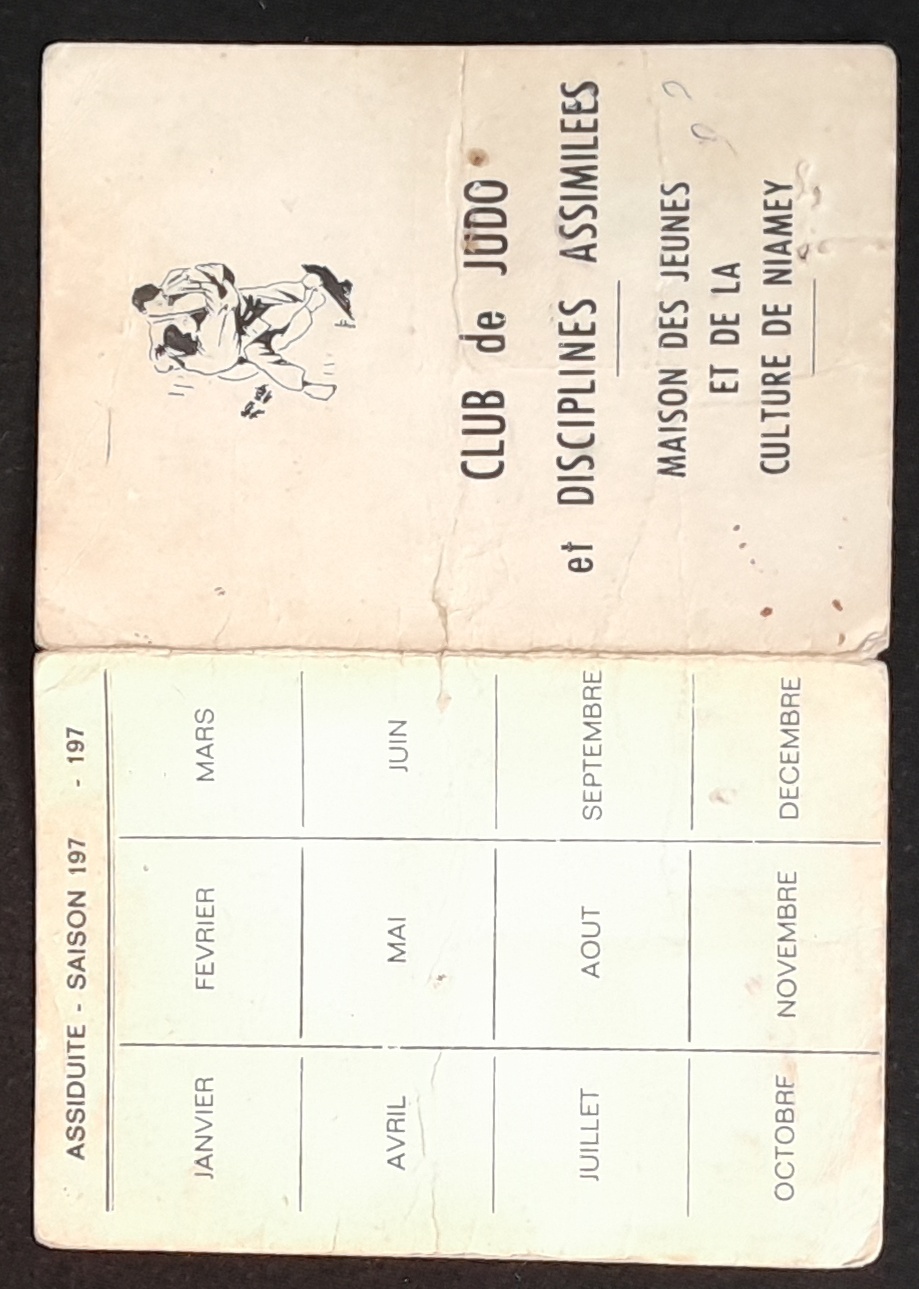 ASSIDUITE - SAISON 197 - 197
JANVIER FEVRIER MARS
AVRIL MAI JUIN
JUILLET AOUT SEPTEMBRE
OCTOBRE NOVEMBRE DECEMBRE
CLUB de JUDO
et DISCIPLINES ASSIMILEES
MAISON DES JEUNES
ET DE LA
CULTURE DE NIAMEY